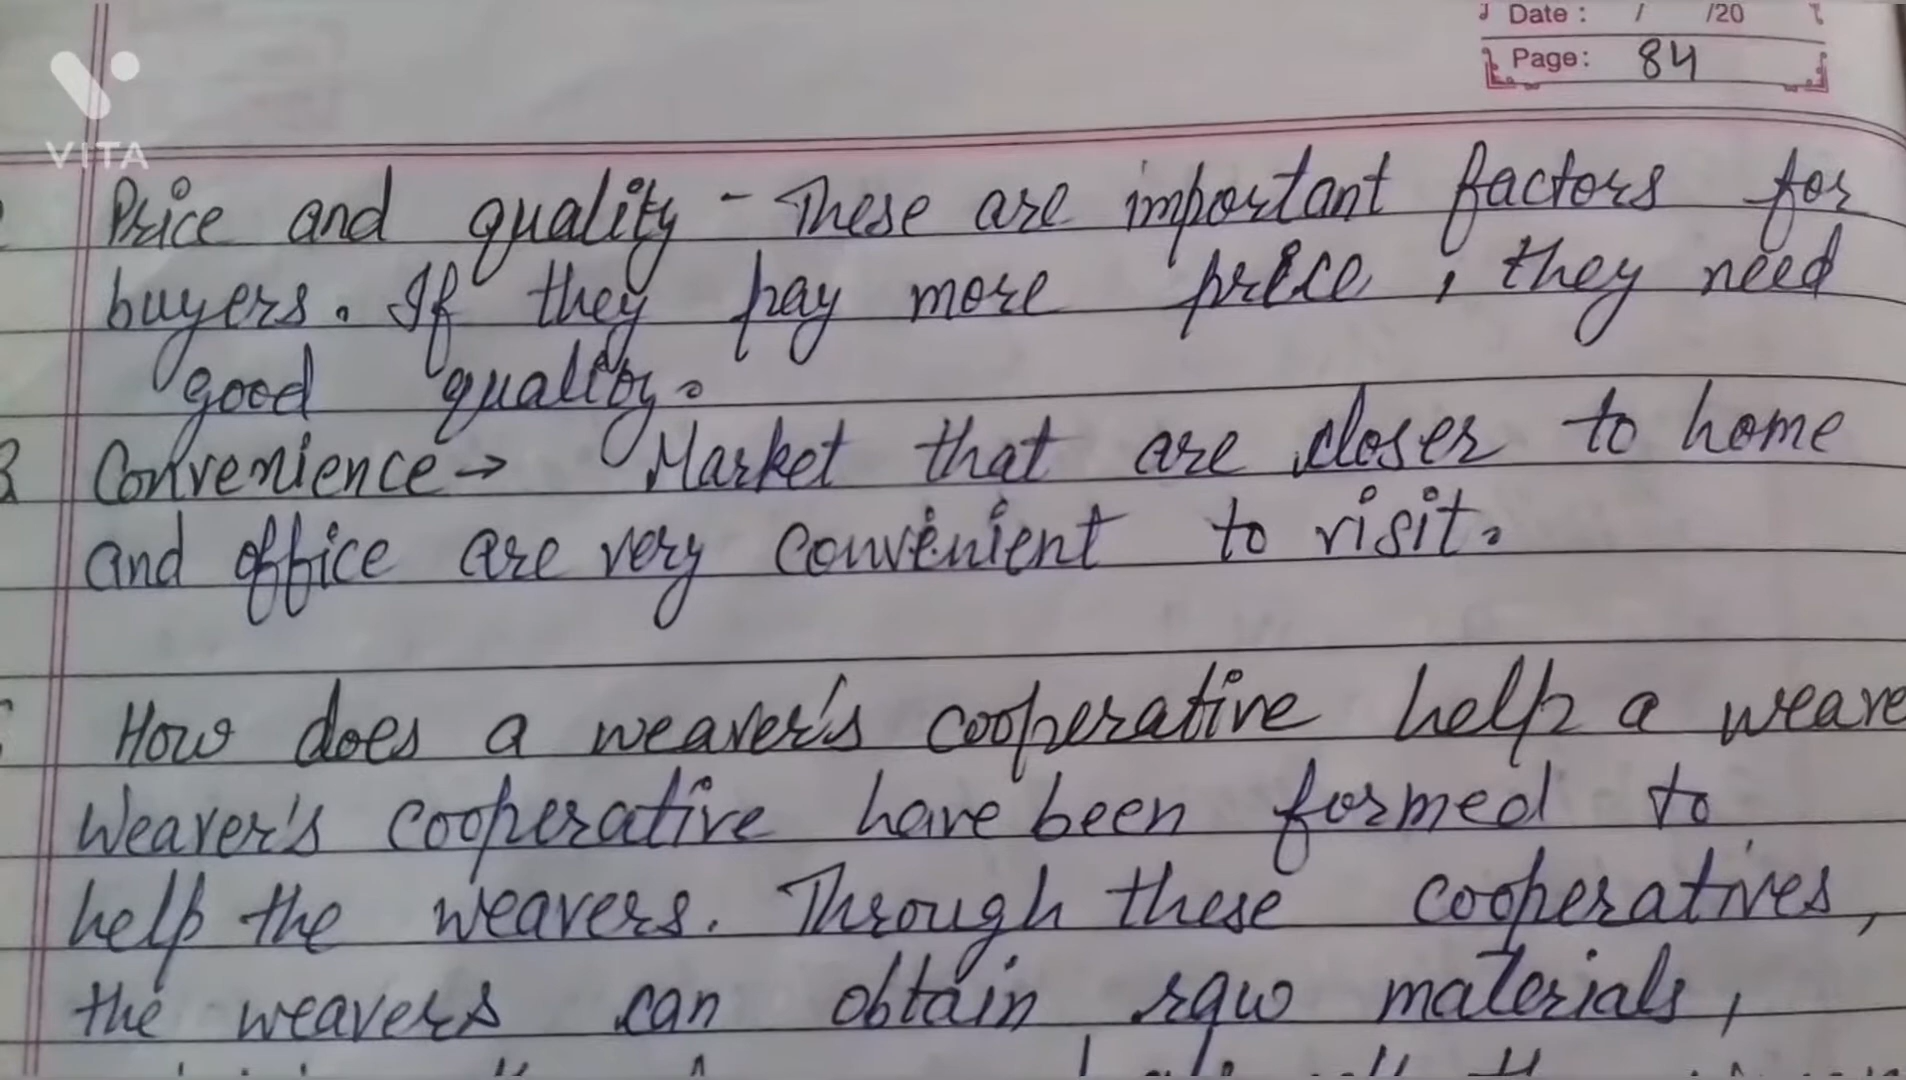 Date : / /20
Page: 84
VITA
Price and quality - These are important factors for
buyers. If they pay more price, they need
good quality.
3 Convenience → Market that are closer to home
and office are very convenient to visit.
How does a weaver's cooperative help a weave
Weaver's cooperative have been formed to
help the weavers. Through these cooperatives,
the weavers can obtain raw materials,